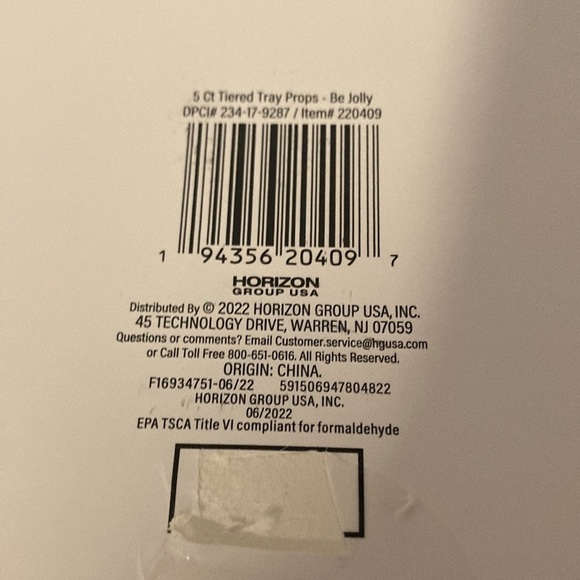 5 Ct Tiered Tray Props - Be Jolly
DPCI# 234-17-9287 / Item# 220409
1 94356 20409 7
HORIZON
GROUP USA
Distributed By © 2022 HORIZON GROUP USA, INC.
45 TECHNOLOGY DRIVE, WARREN, NJ 07059
Questions or comments? Email Customer.service@hgusa.com
or Call Toll Free 800-651-0616. All Rights Reserved.
ORIGIN: CHINA.
F16934751-06/22 591506947804822
HORIZON GROUP USA, INC.
06/2022
EPA TSCA Title VI compliant for formaldehyde